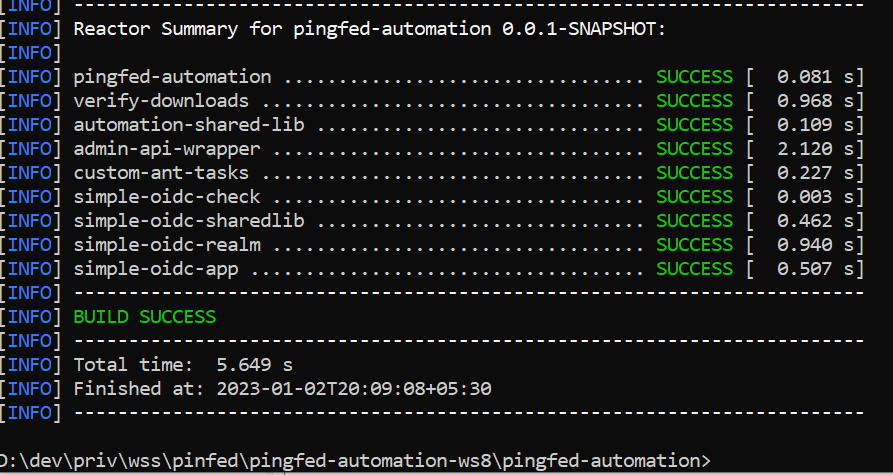 [INFO] ------------------------------------------------------------------------
[INFO] Reactor Summary for pingfed-automation 0.0.1-SNAPSHOT:
[INFO]
[INFO] pingfed-automation ................................. SUCCESS [  0.081 s]
[INFO] verify-downloads ................................... SUCCESS [  0.968 s]
[INFO] automation-shared-lib .............................. SUCCESS [  0.109 s]
[INFO] admin-api-wrapper .................................. SUCCESS [  2.120 s]
[INFO] custom-ant-tasks ................................... SUCCESS [  0.227 s]
[INFO] simple-oidc-check .................................. SUCCESS [  0.003 s]
[INFO] simple-oidc-sharedlib .............................. SUCCESS [  0.462 s]
[INFO] simple-oidc-realm .................................. SUCCESS [  0.940 s]
[INFO] simple-oidc-app .................................... SUCCESS [  0.507 s]
[INFO] ------------------------------------------------------------------------
[INFO] BUILD SUCCESS
[INFO] ------------------------------------------------------------------------
[INFO] Total time:  5.649 s
[INFO] Finished at: 2023-01-02T20:09:08+05:30
[INFO] ------------------------------------------------------------------------
D:\dev\priv\wss\pinfed\pingfed-automation-ws8\pingfed-automation>